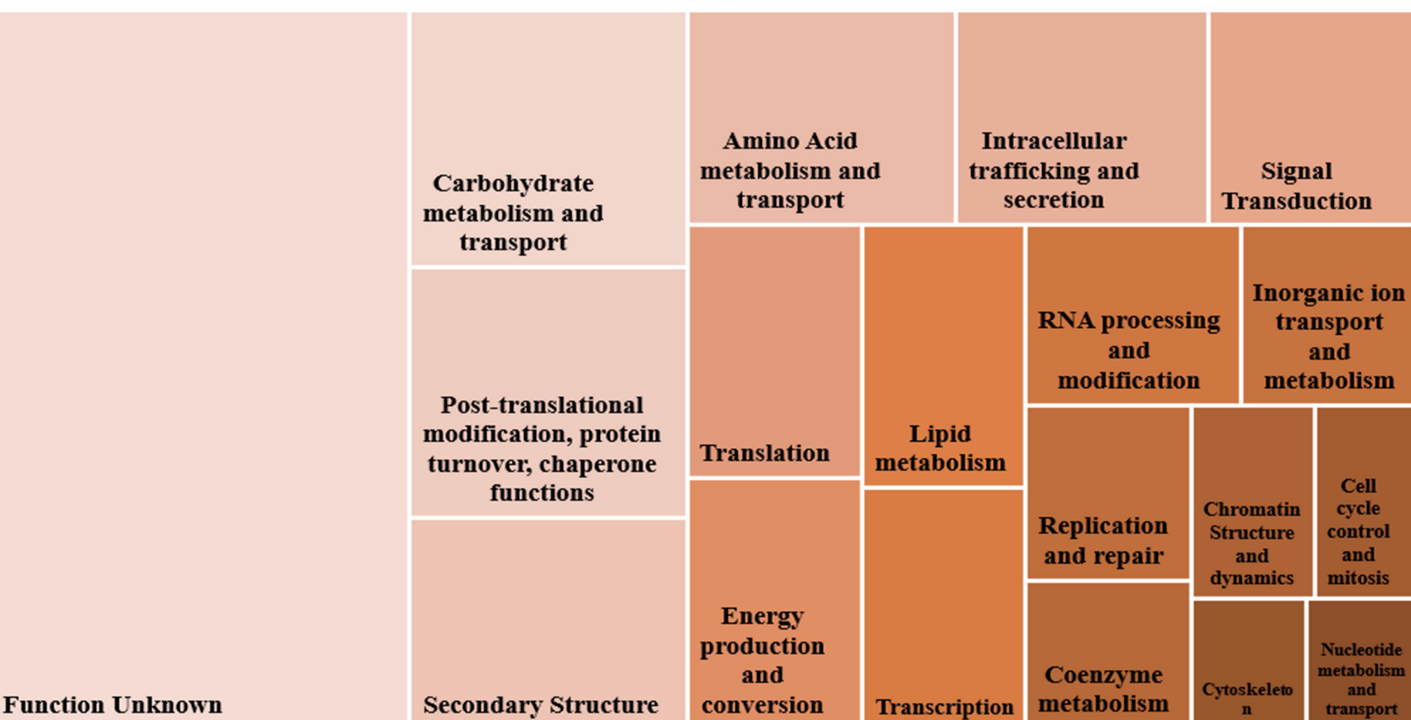 Function Unknown
Carbohydrate
metabolism and
transport
Post-translational
modification, protein
turnover, chaperone
functions
Secondary Structure
Amino Acid
metabolism and
transport
Intracellular
trafficking and
secretion
Signal
Transduction
Translation
Energy
production
and
conversion
Lipid
metabolism
Transcription
RNA processing
and
modification
Inorganic ion
transport
and
metabolism
Replication
and repair
Coenzyme
metabolism
Chromatin
Structure
and
dynamics
Cell
cycle
control
and
mitosis
Cytoskeleto
n
Nucleotide
metabolism
and
transport